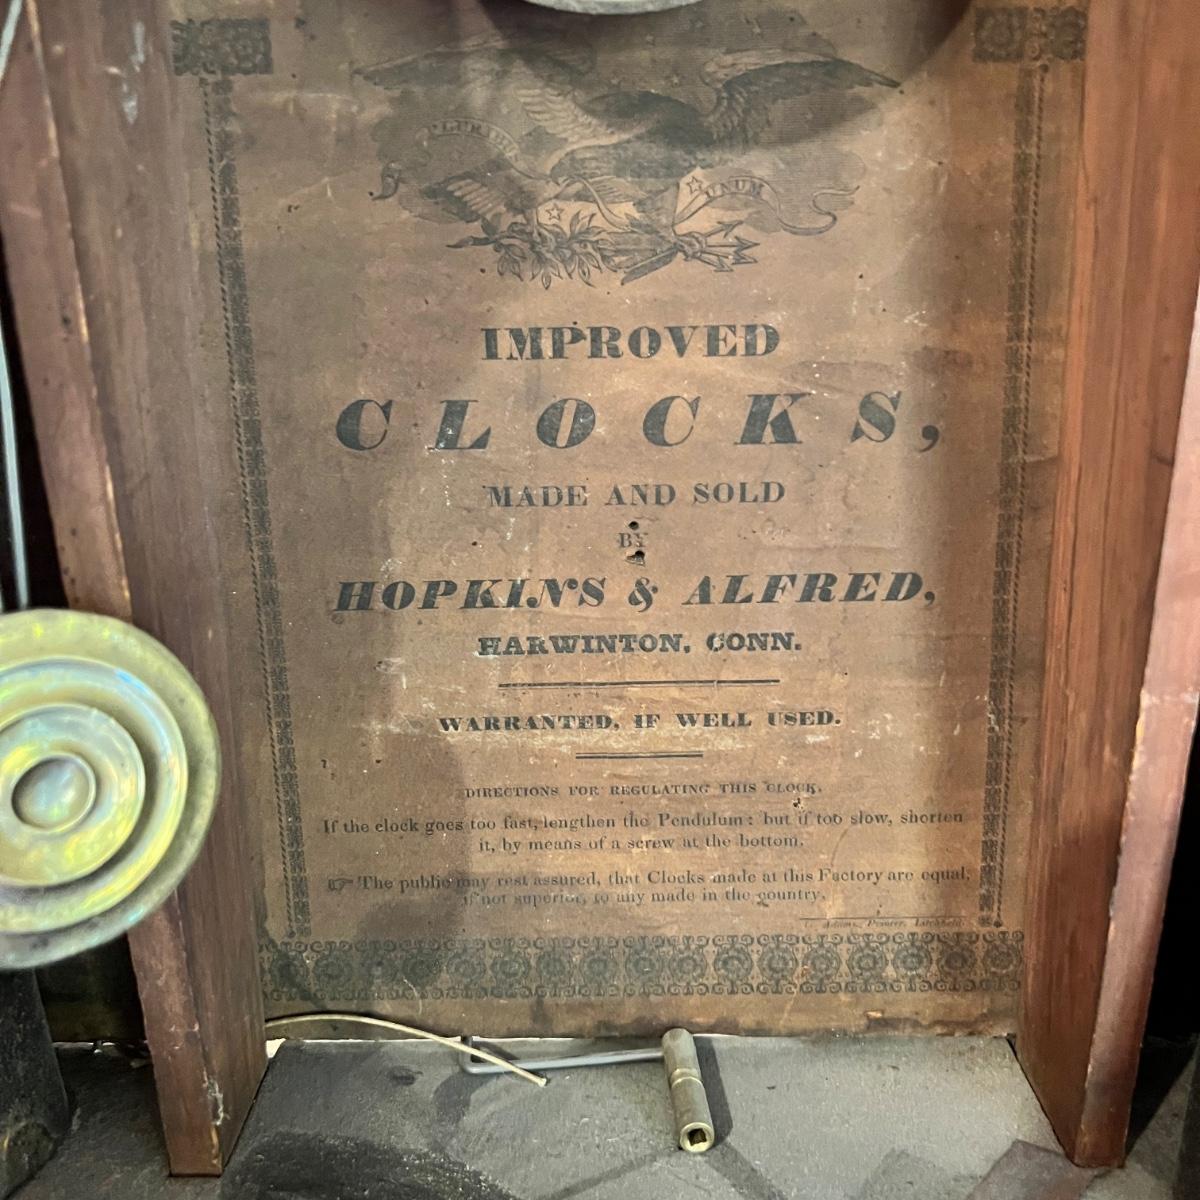 PLURIBUS
UNUM
IMPROVED
CLOCKS,
MADE AND SOLD
BY
HOPKINS & ALFRED,
HARWINTON, CONN.
WARRANTED, IF WELL USED.
DIRECTIONS FOR REGULATING THIS CLOCK.
If the clock goes too fast, lengthen the Pendulum: but if too slow, shorten
it, by means of a screw at the bottom.
☞ The public may rest assured, that Clocks made at this Factory are equal,
if not superior, to any made in the country.
Adams, Printer, Litchfield.